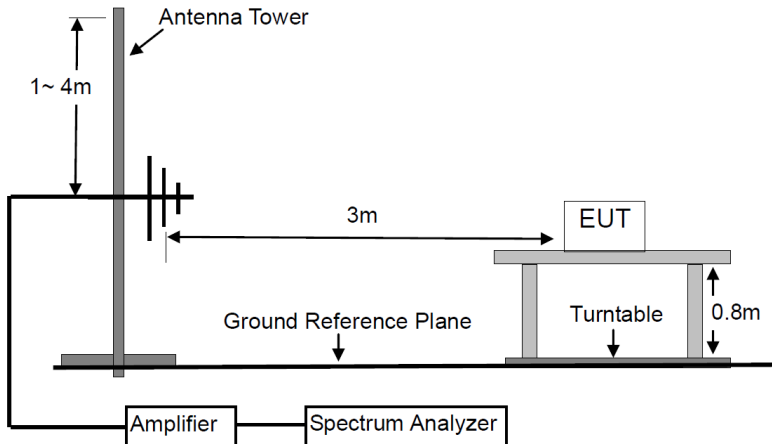 Antenna Tower
1~ 4m
3m
EUT
Ground Reference Plane
Turntable
0.8m
Amplifier
Spectrum Analyzer